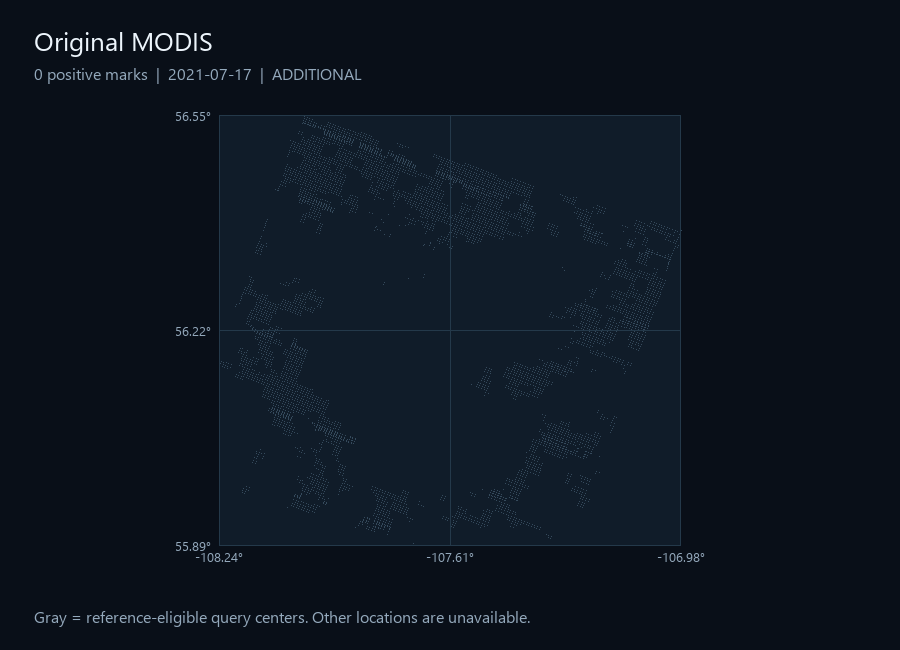 Original MODIS
0 positive marks | 2021-07-17 | ADDITIONAL
56.55°
56.22°
55.89°
-108.24°
-107.61°
-106.98°
Gray = reference-eligible query centers. Other locations are unavailable.